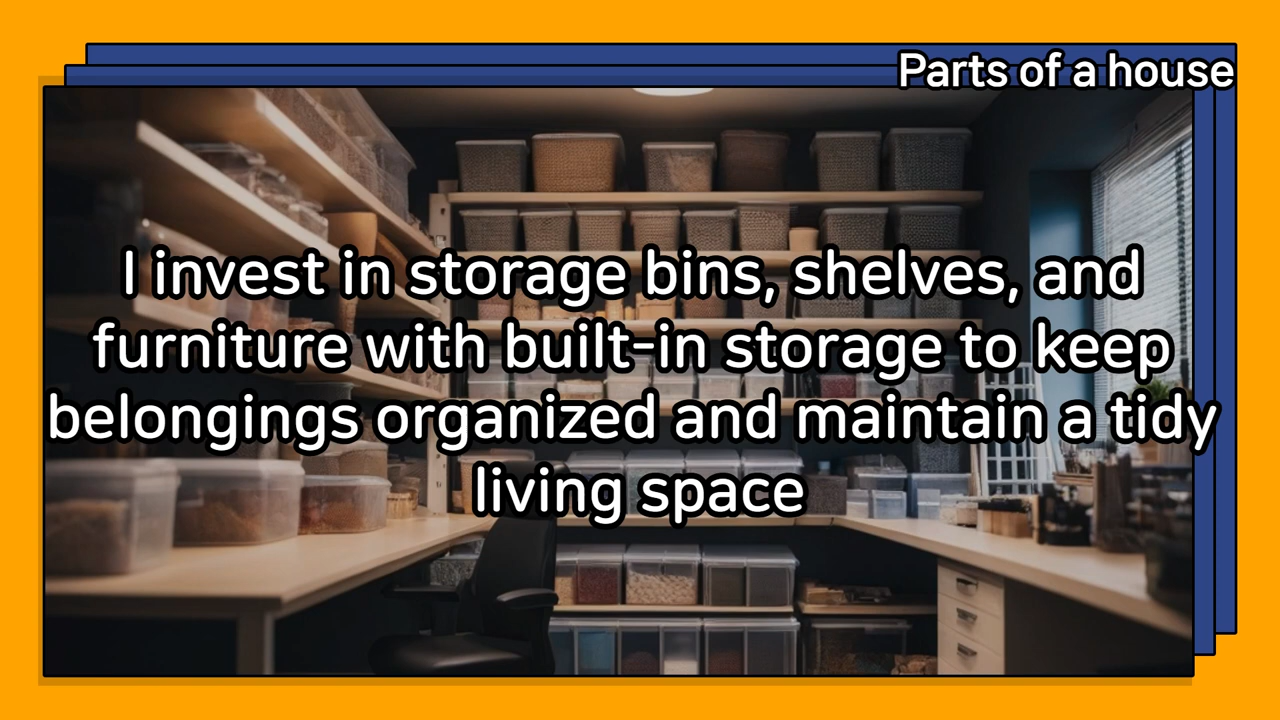 Parts of a house
I invest in storage bins, shelves, and
furniture with built-in storage to keep
belongings organized and maintain a tidy
living space